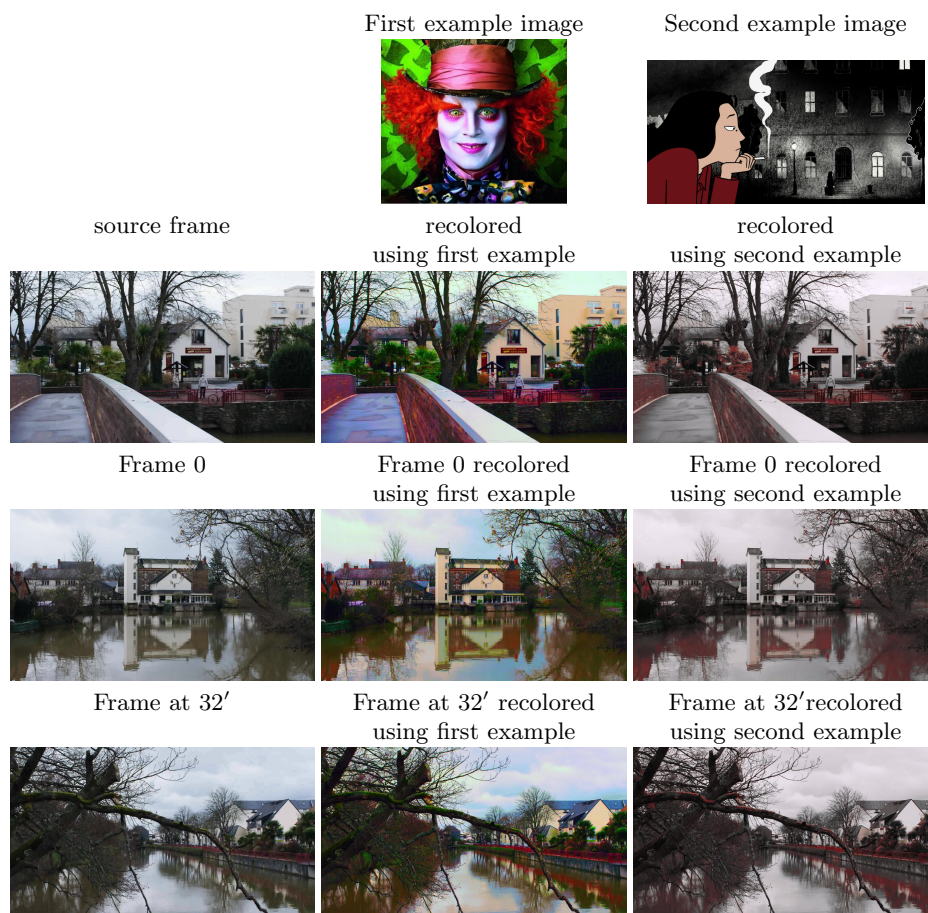 First example image
Second example image
source frame
recolored
using first example
recolored
using second example
Frame 0
Frame 0 recolored
using first example
Frame 0 recolored
using second example
Frame at 32′
Frame at 32′ recolored
using first example
Frame at 32′recolored
using second example